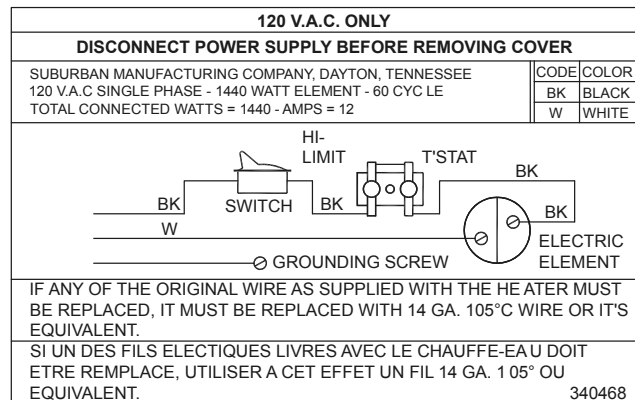 120 V.A.C. ONLY
DISCONNECT POWER SUPPLY BEFORE REMOVING COVER
SUBURBAN MANUFACTURING COMPANY, DAYTON, TENNESSEE
120 V.A.C SINGLE PHASE - 1440 WATT ELEMENT - 60 CYC LE
TOTAL CONNECTED WATTS = 1440 - AMPS = 12
CODE COLOR
BK BLACK
W WHITE
HI-
LIMIT T'STAT
BK
BK SWITCH BK BK
W
ELECTRIC
GROUNDING SCREW ELEMENT
IF ANY OF THE ORIGINAL WIRE AS SUPPLIED WITH THE HE ATER MUST
BE REPLACED, IT MUST BE REPLACED WITH 14 GA. 105°C WIRE OR IT'S
EQUIVALENT.
SI UN DES FILS ELECTIQUES LIVRES AVEC LE CHAUFFE-EA U DOIT
ETRE REMPLACE, UTILISER A CET EFFET UN FIL 14 GA. 1 05° OU
EQUIVALENT. 340468